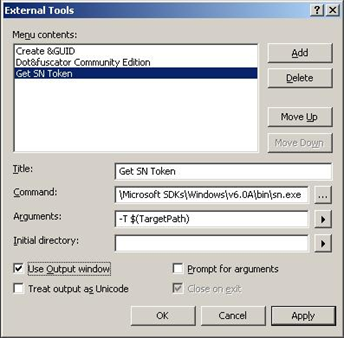 External Tools
Menu contents:
Create &GUID
Dot&fuscator Community Edition
Get SN Token
Add
Delete
Move Up
Move Down
Title:
Get SN Token
Command:
\Microsoft SDKs\Windows\v6.0A\bin\sn.exe
...
Arguments:
-T $(TargetPath)
Initial directory:
Use Output window
Prompt for arguments
Treat output as Unicode
Close on exit
OK
Cancel
Apply